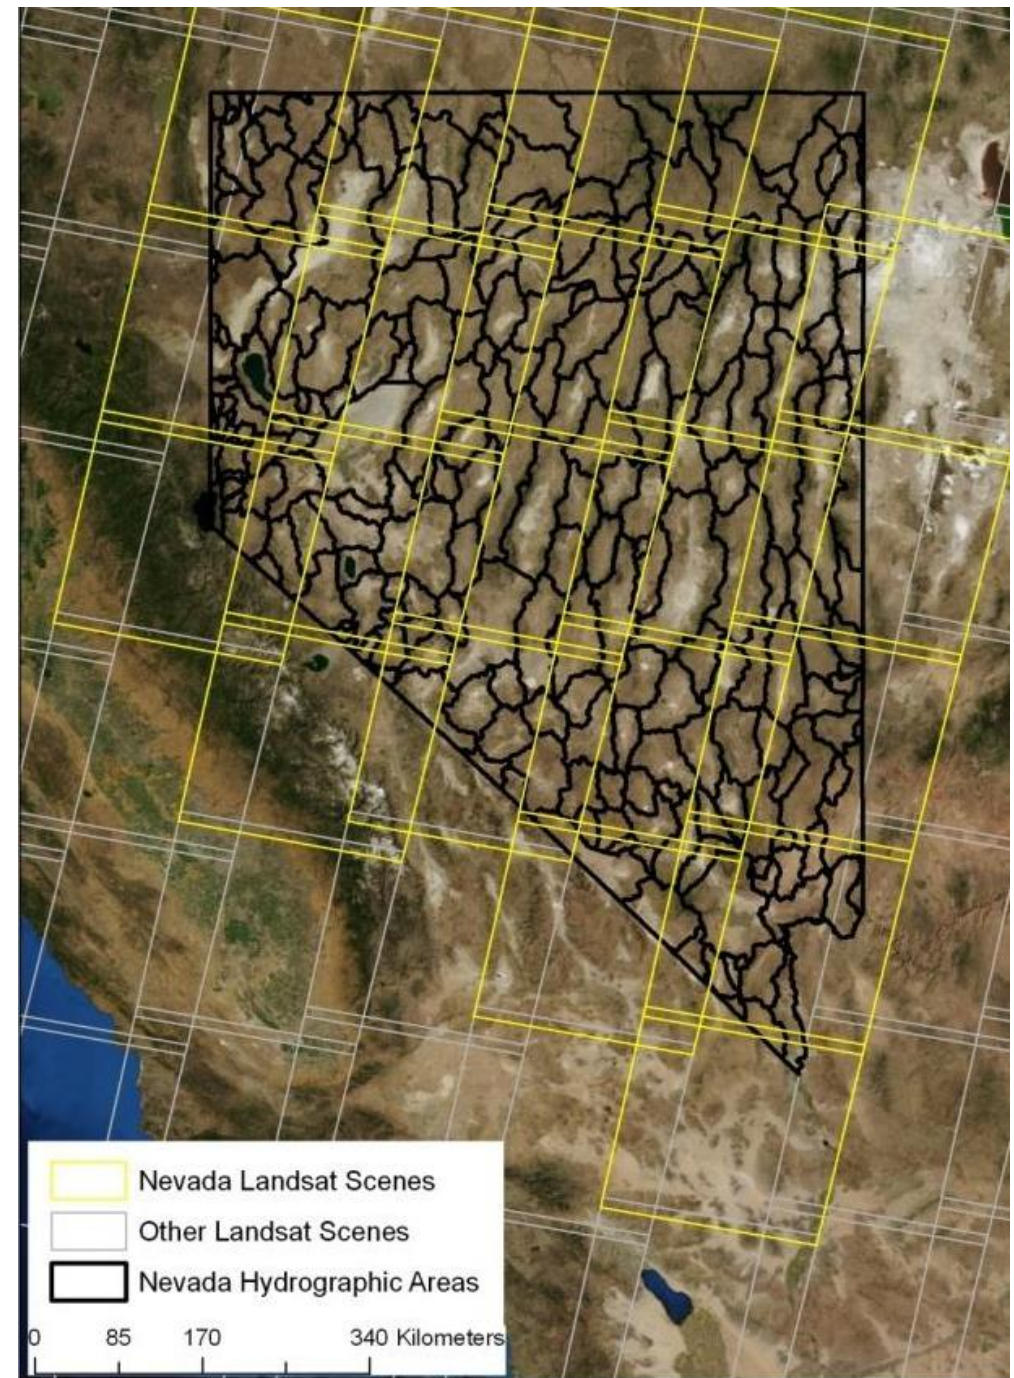 Nevada Landsat Scenes
Other Landsat Scenes
Nevada Hydrographic Areas
0 85 170 340 Kilometers